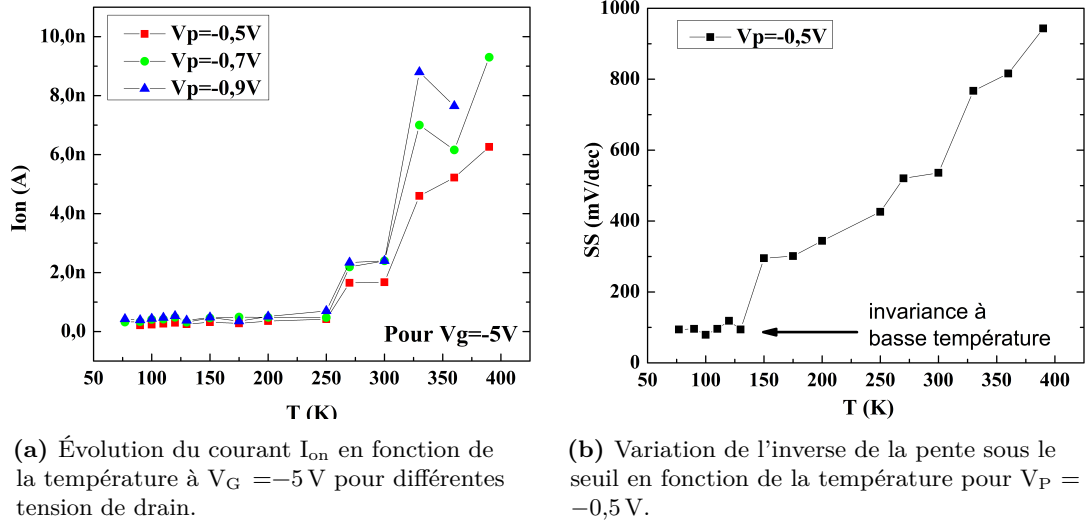 10,0n
8,0n
6,0n
4,0n
2,0n
0,0
Ion (A)
Vp=-0,5V
Vp=-0,7V
Vp=-0,9V
Pour Vg=-5V
50 100 150 200 250 300 350 400
T (K)
1000
800
600
400
200
0
SS (mV/dec)
Vp=-0,5V
invariance à
basse température
50 100 150 200 250 300 350 400
T (K)
(a) Évolution du courant Ion en fonction de
la température à VG =−5 V pour différentes
tension de drain.
(b) Variation de l'inverse de la pente sous le
seuil en fonction de la température pour VP =
−0,5 V.